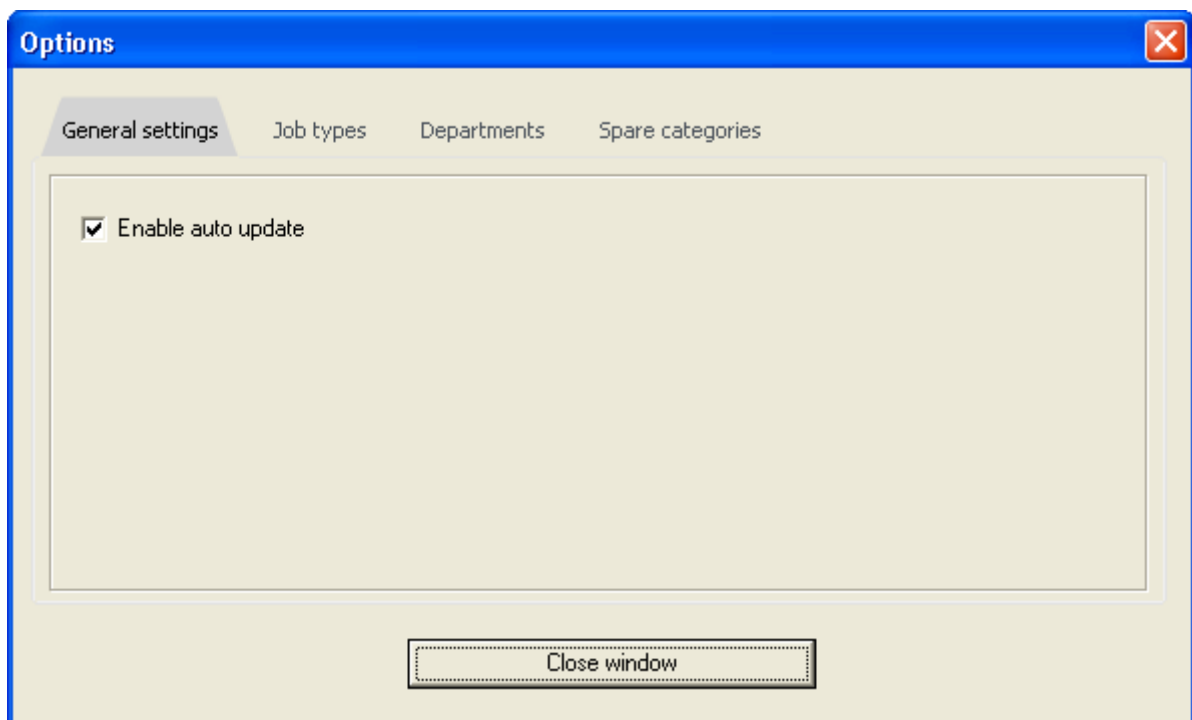 Options
General settings Job types Departments Spare categories
Enable auto update
Close window